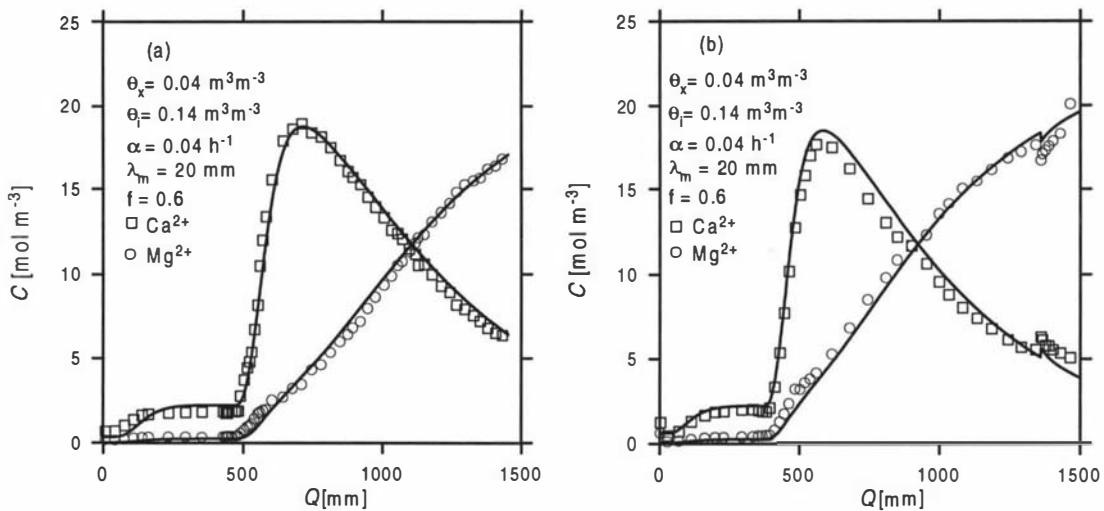 25
20
15
10
5
0
C [mol m⁻³]
(a)
θₓ= 0.04 m³m⁻³
θᵢ= 0.14 m³m⁻³
α = 0.04 h⁻¹
λₘ = 20 mm
f = 0.6
□ Ca²⁺
○ Mg²⁺
0 500 1000 1500
Q[mm]
25
20
15
10
5
0
C [mol m⁻³]
(b)
θₓ= 0.04 m³m⁻³
θᵢ= 0.14 m³m⁻³
α = 0.04 h⁻¹
λₘ = 20 mm
f = 0.6
□ Ca²⁺
○ Mg²⁺
0 500 1000 1500
Q[mm]